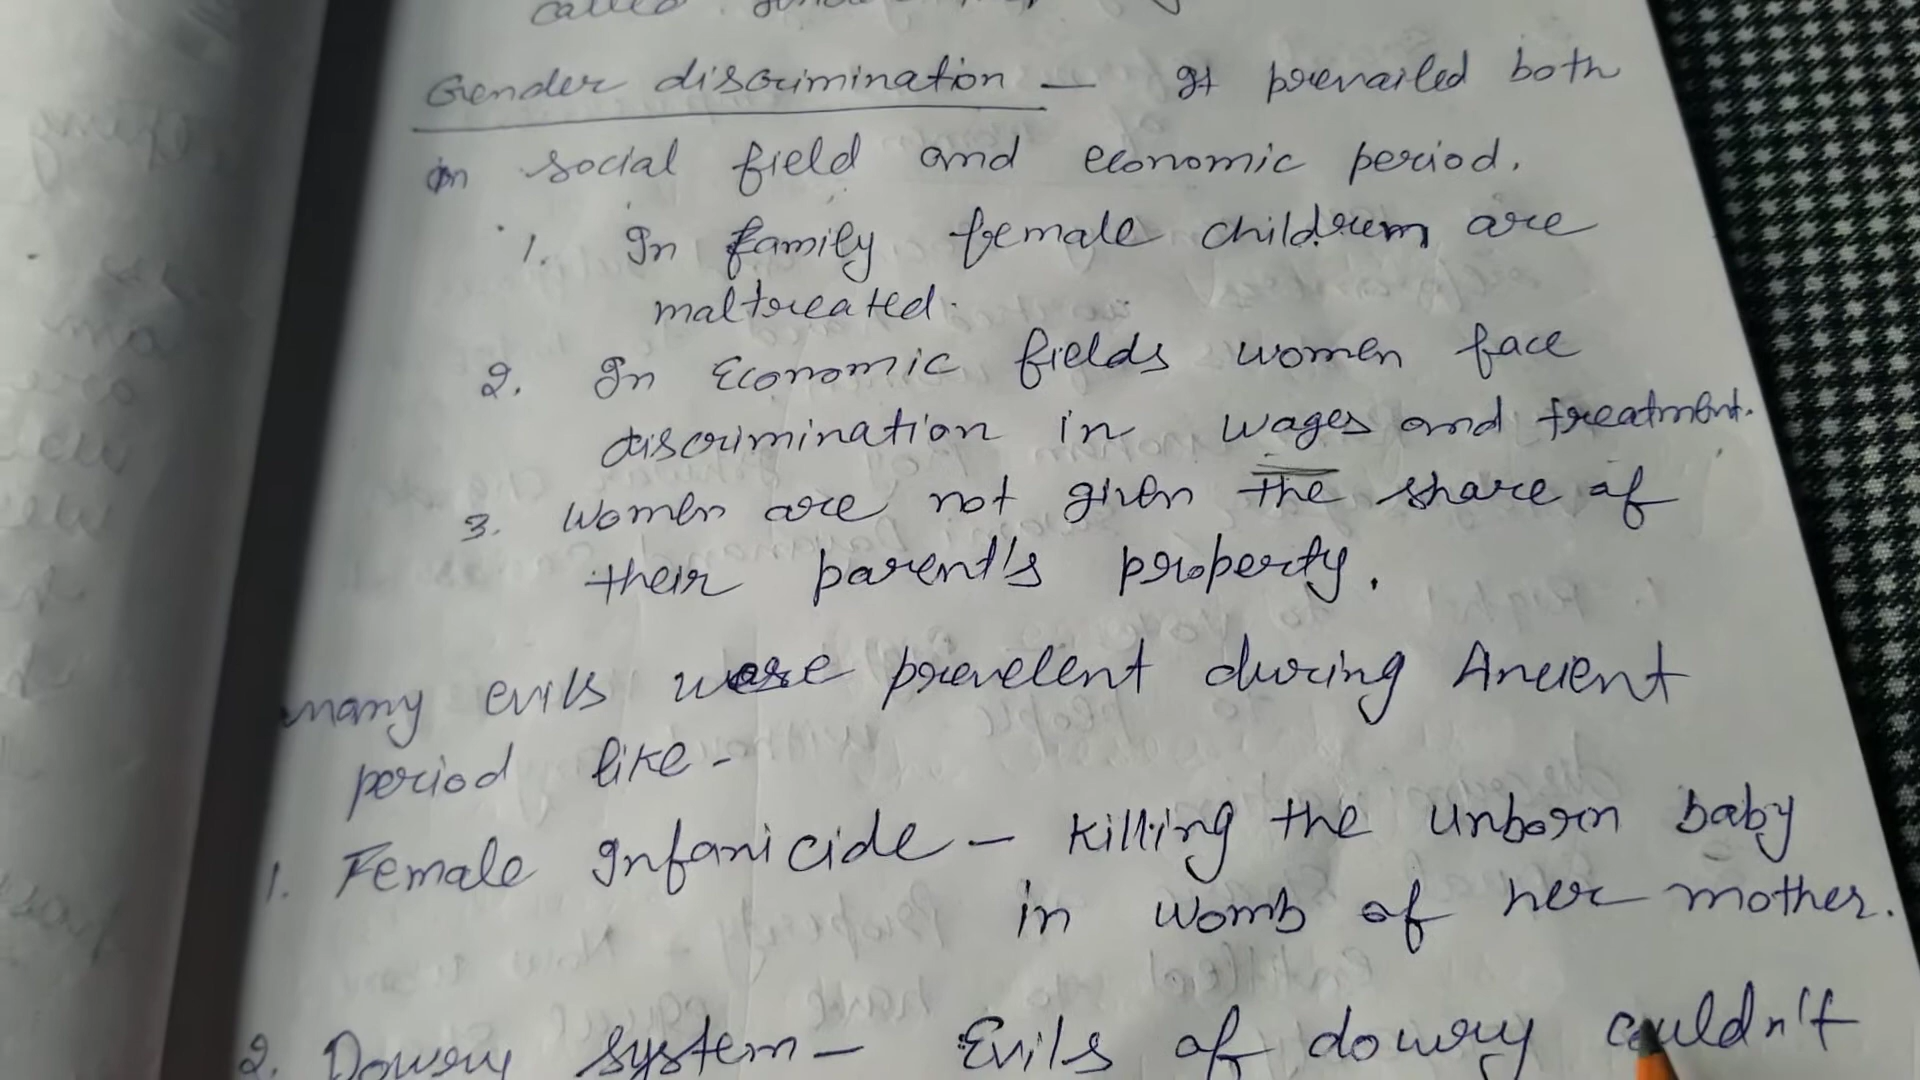 called
Gender discrimination — It prevailed both
in social field and economic period.
1. In family female children are
maltreated.
2. In Economic fields women face
discrimination in wages and treatment.
3. Women are not given the share of
their parent's property.
many evils were prevelent during Ancient
period like -
1. Female Infanicide - killing the unborn baby
in womb of her mother.
2. Dowry system - Evils of dowry couldn't